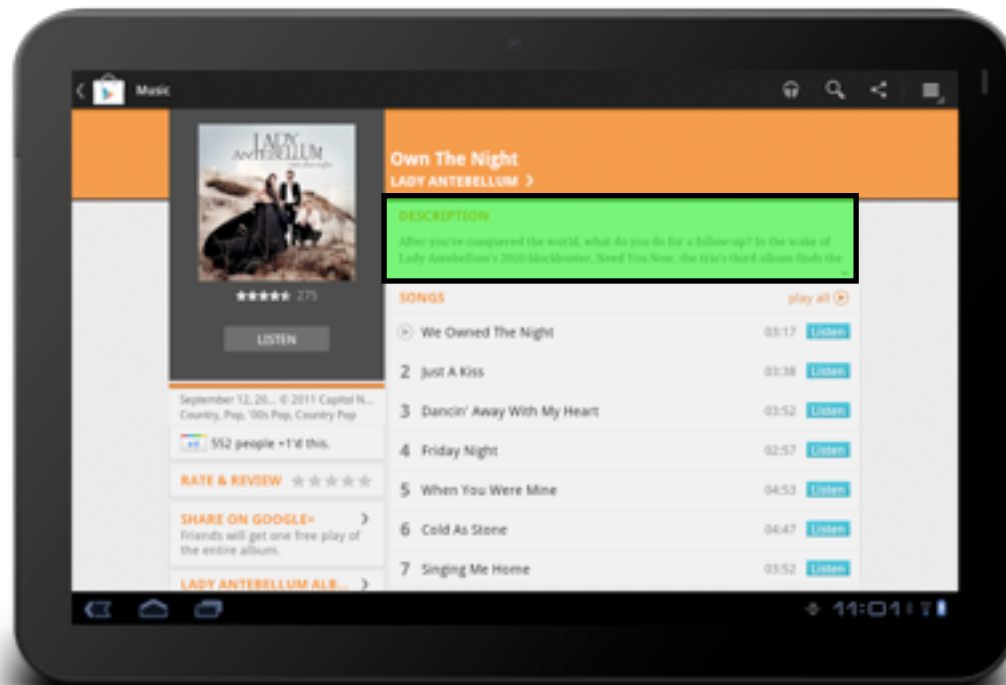 Music
LADY
ANTEBELLUM
own the night
Own The Night
LADY ANTEBELLUM >
DESCRIPTION
After you've conquered the world, what do you do for a follow-up? In the wake of
Lady Antebellum's 2010 blockbuster, Need You Now, the trio's third album finds the
275
LISTEN
SONGS
play all
We Owned The Night
03:17 Listen
2 Just A Kiss
03:38 Listen
3 Dancin' Away With My Heart
03:52 Listen
4 Friday Night
02:57 Listen
5 When You Were Mine
04:53 Listen
6 Cold As Stone
04:47 Listen
7 Singing Me Home
03:52 Listen
September 12, 20... © 2011 Capitol N...
Country, Pop, '00s Pop, Country Pop
+1 552 people +1'd this.
RATE & REVIEW
SHARE ON GOOGLE+ >
Friends will get one free play of
the entire album.
LADY ANTEBELLUM ALB... >
11:01